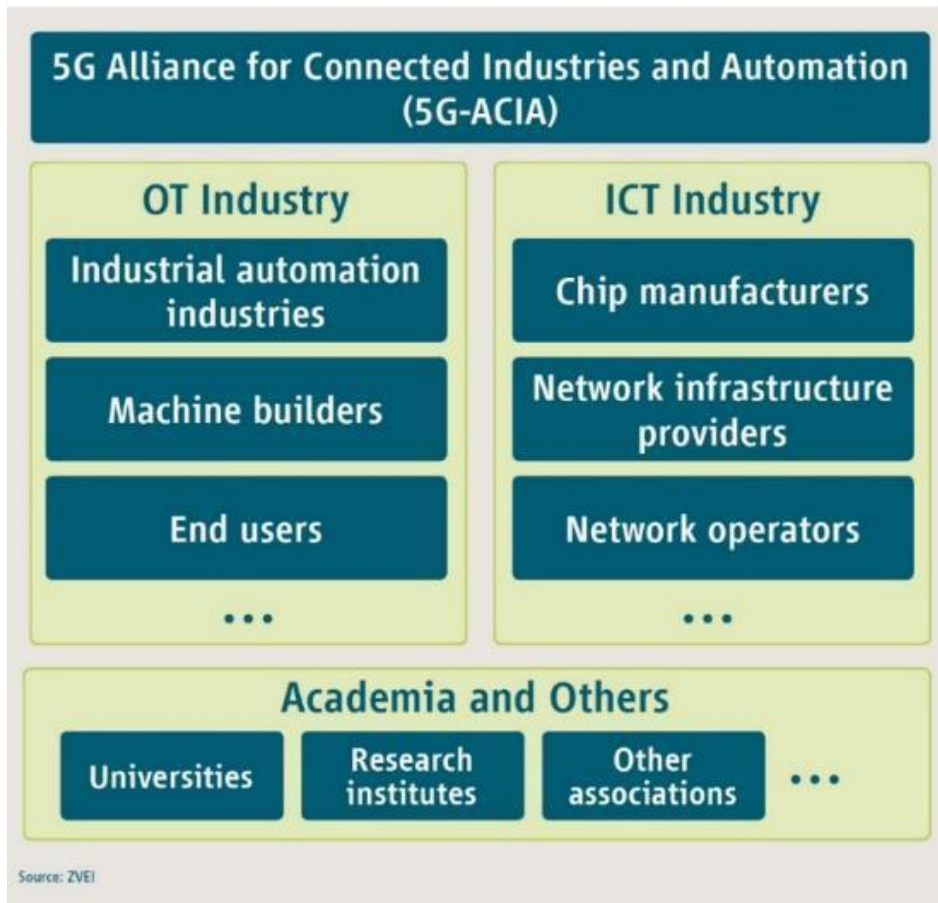 5G Alliance for Connected Industries and Automation
(5G-ACIA)
OT Industry
Industrial automation
industries
Machine builders
End users
...
ICT Industry
Chip manufacturers
Network infrastructure
providers
Network operators
...
Academia and Others
Universities
Research
institutes
Other
associations
...
Source: ZVEI